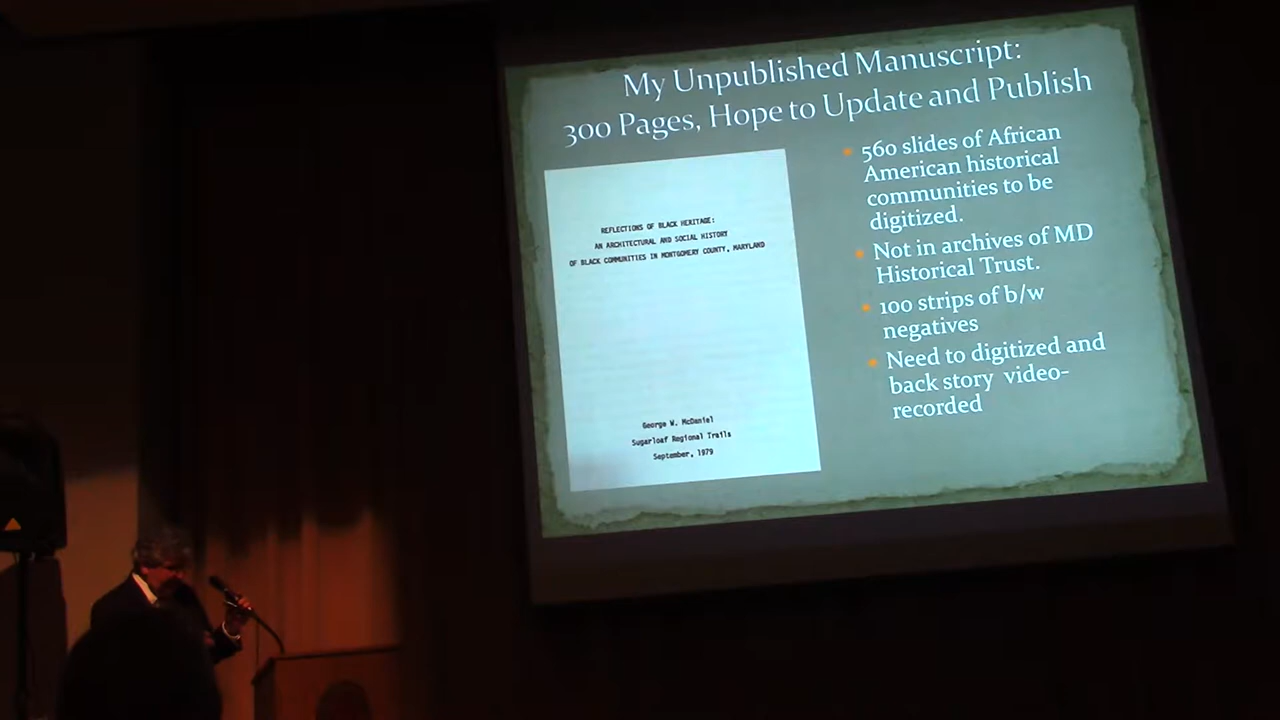 My Unpublished Manuscript:
300 Pages, Hope to Update and Publish
REFLECTIONS OF BLACK HERITAGE:
AN ARCHITECTURAL AND SOCIAL HISTORY
OF BLACK COMMUNITIES IN MONTGOMERY COUNTY, MARYLAND
George W. McDaniel
Sugarloaf Regional Trails
September, 1979
560 slides of African
American historical
communities to be
digitized.
Not in archives of MD
Historical Trust.
100 strips of b/w
negatives
Need to digitized and
back story video-
recorded